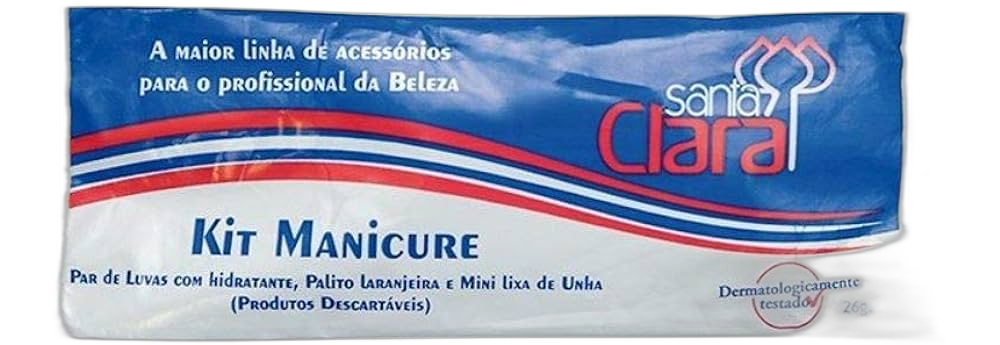 A maior linha de acessórios
para o profissional da Beleza
santa
Clara
Kit Manicure
Par de Luvas com hidratante, Palito Laranjeira e Mini lixa de Unha
(Produtos Descartáveis)
Dermatologicamente
testado
26g